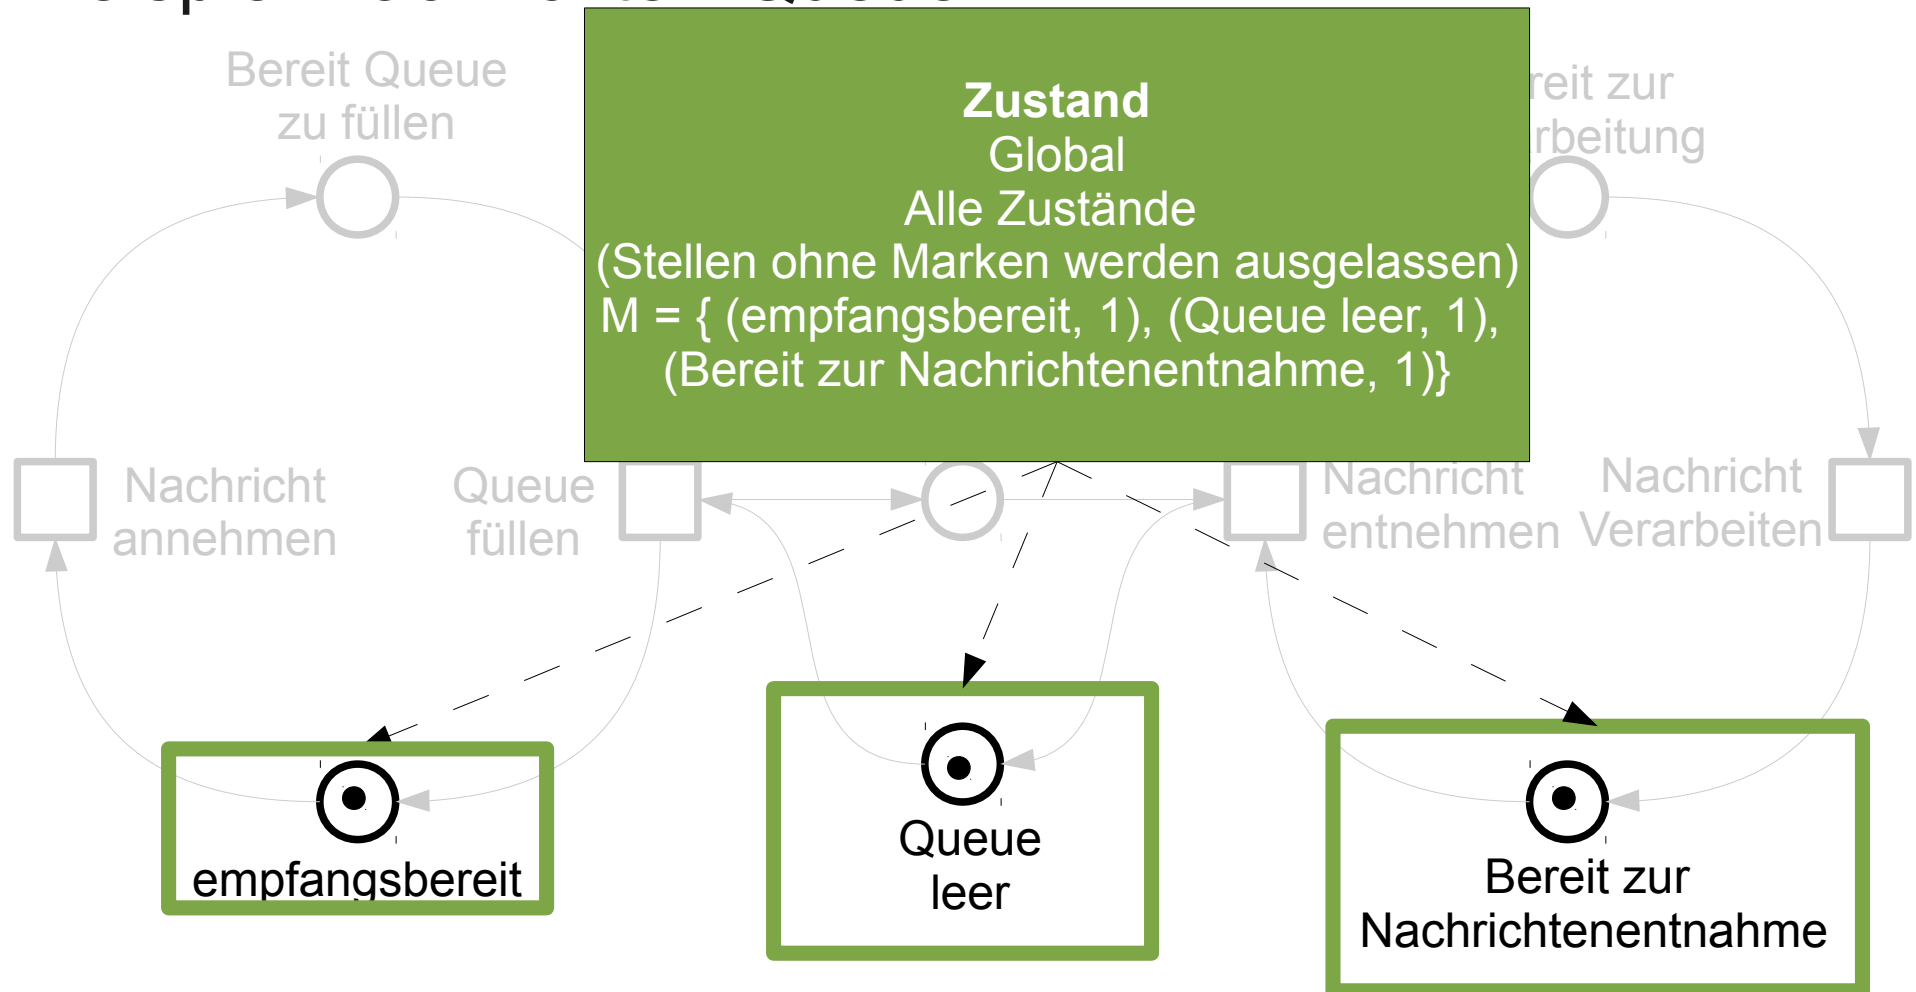 Bereit Queue
zu füllen
Zustand
Global
Alle Zustände
(Stellen ohne Marken werden ausgelassen)
M = { (empfangsbereit, 1), (Queue leer, 1),
(Bereit zur Nachrichtenentnahme, 1)}
zur
Nachricht
annehmen
Queue
füllen
Nachricht
entnehmen
Nachricht
Verarbeiten
empfangsbereit
Queue
leer
Bereit zur
Nachrichtenentnahme